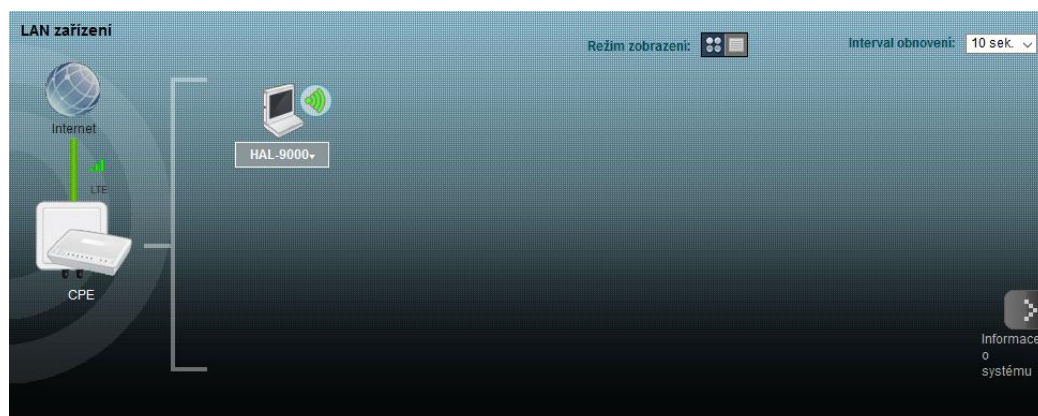 LAN zařízení
Režim zobrazení:
Interval obnovení: 10 sek.
Internet
LTE
HAL-9000
CPE
Informace
o
systému